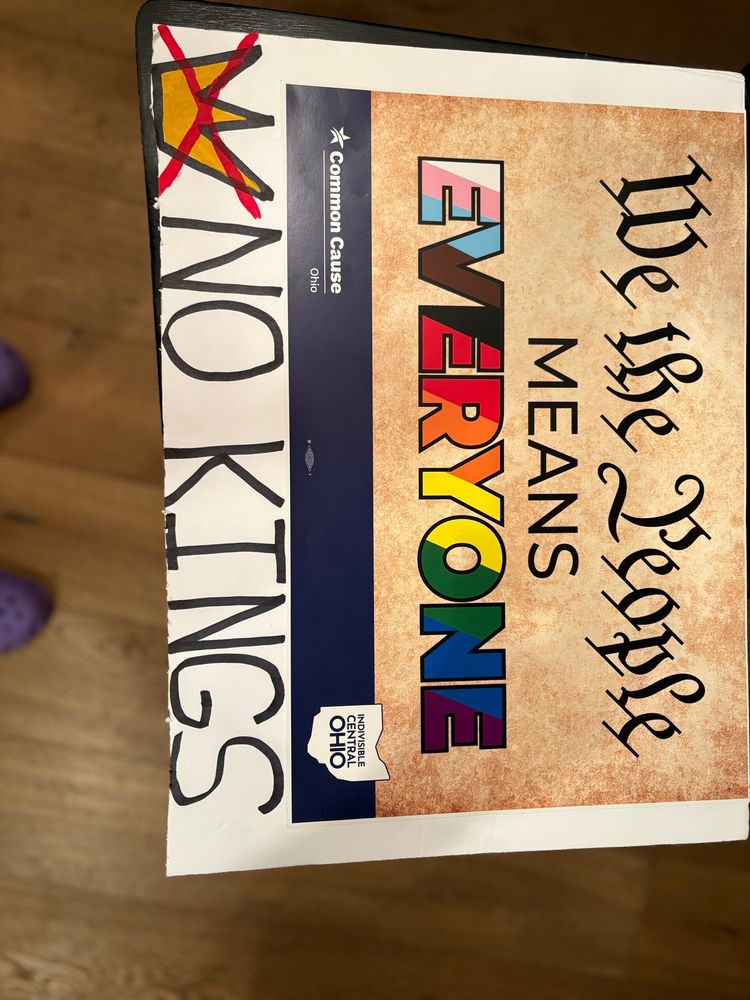 We the People
MEANS
EVERYONE
Common Cause
Ohio
INDIVISIBLE
CENTRAL
OHIO
NO KINGS